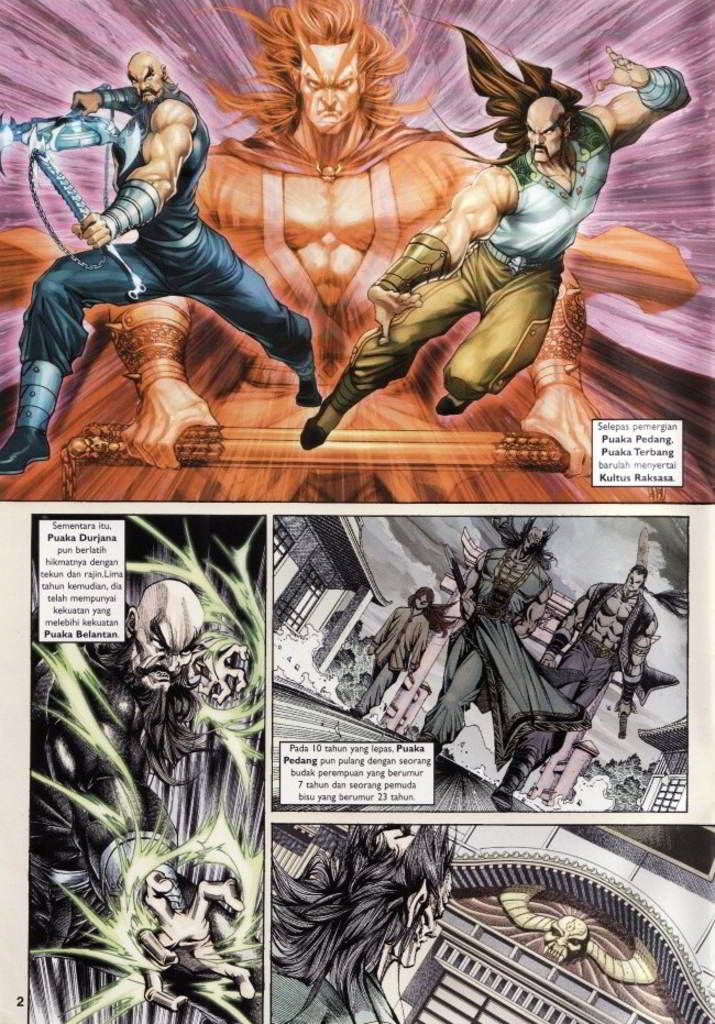 Selepas pemergian
Puaka Pedang,
Puaka Terbang
barulah menyertai
Kultus Raksasa.
Sementara itu,
Puaka Durjana
pun berlatih
hikmatnya dengan
tekun dan rajin.Lima
tahun kemudian, dia
telah mempunyai
kekuatan yang
melebihi kekuatan
Puaka Belantan.
Pada 10 tahun yang lepas, Puaka
Pedang pun pulang dengan seorang
budak perempuan yang berumur
7 tahun dan seorang pemuda
bisu yang berumur 23 tahun.
2